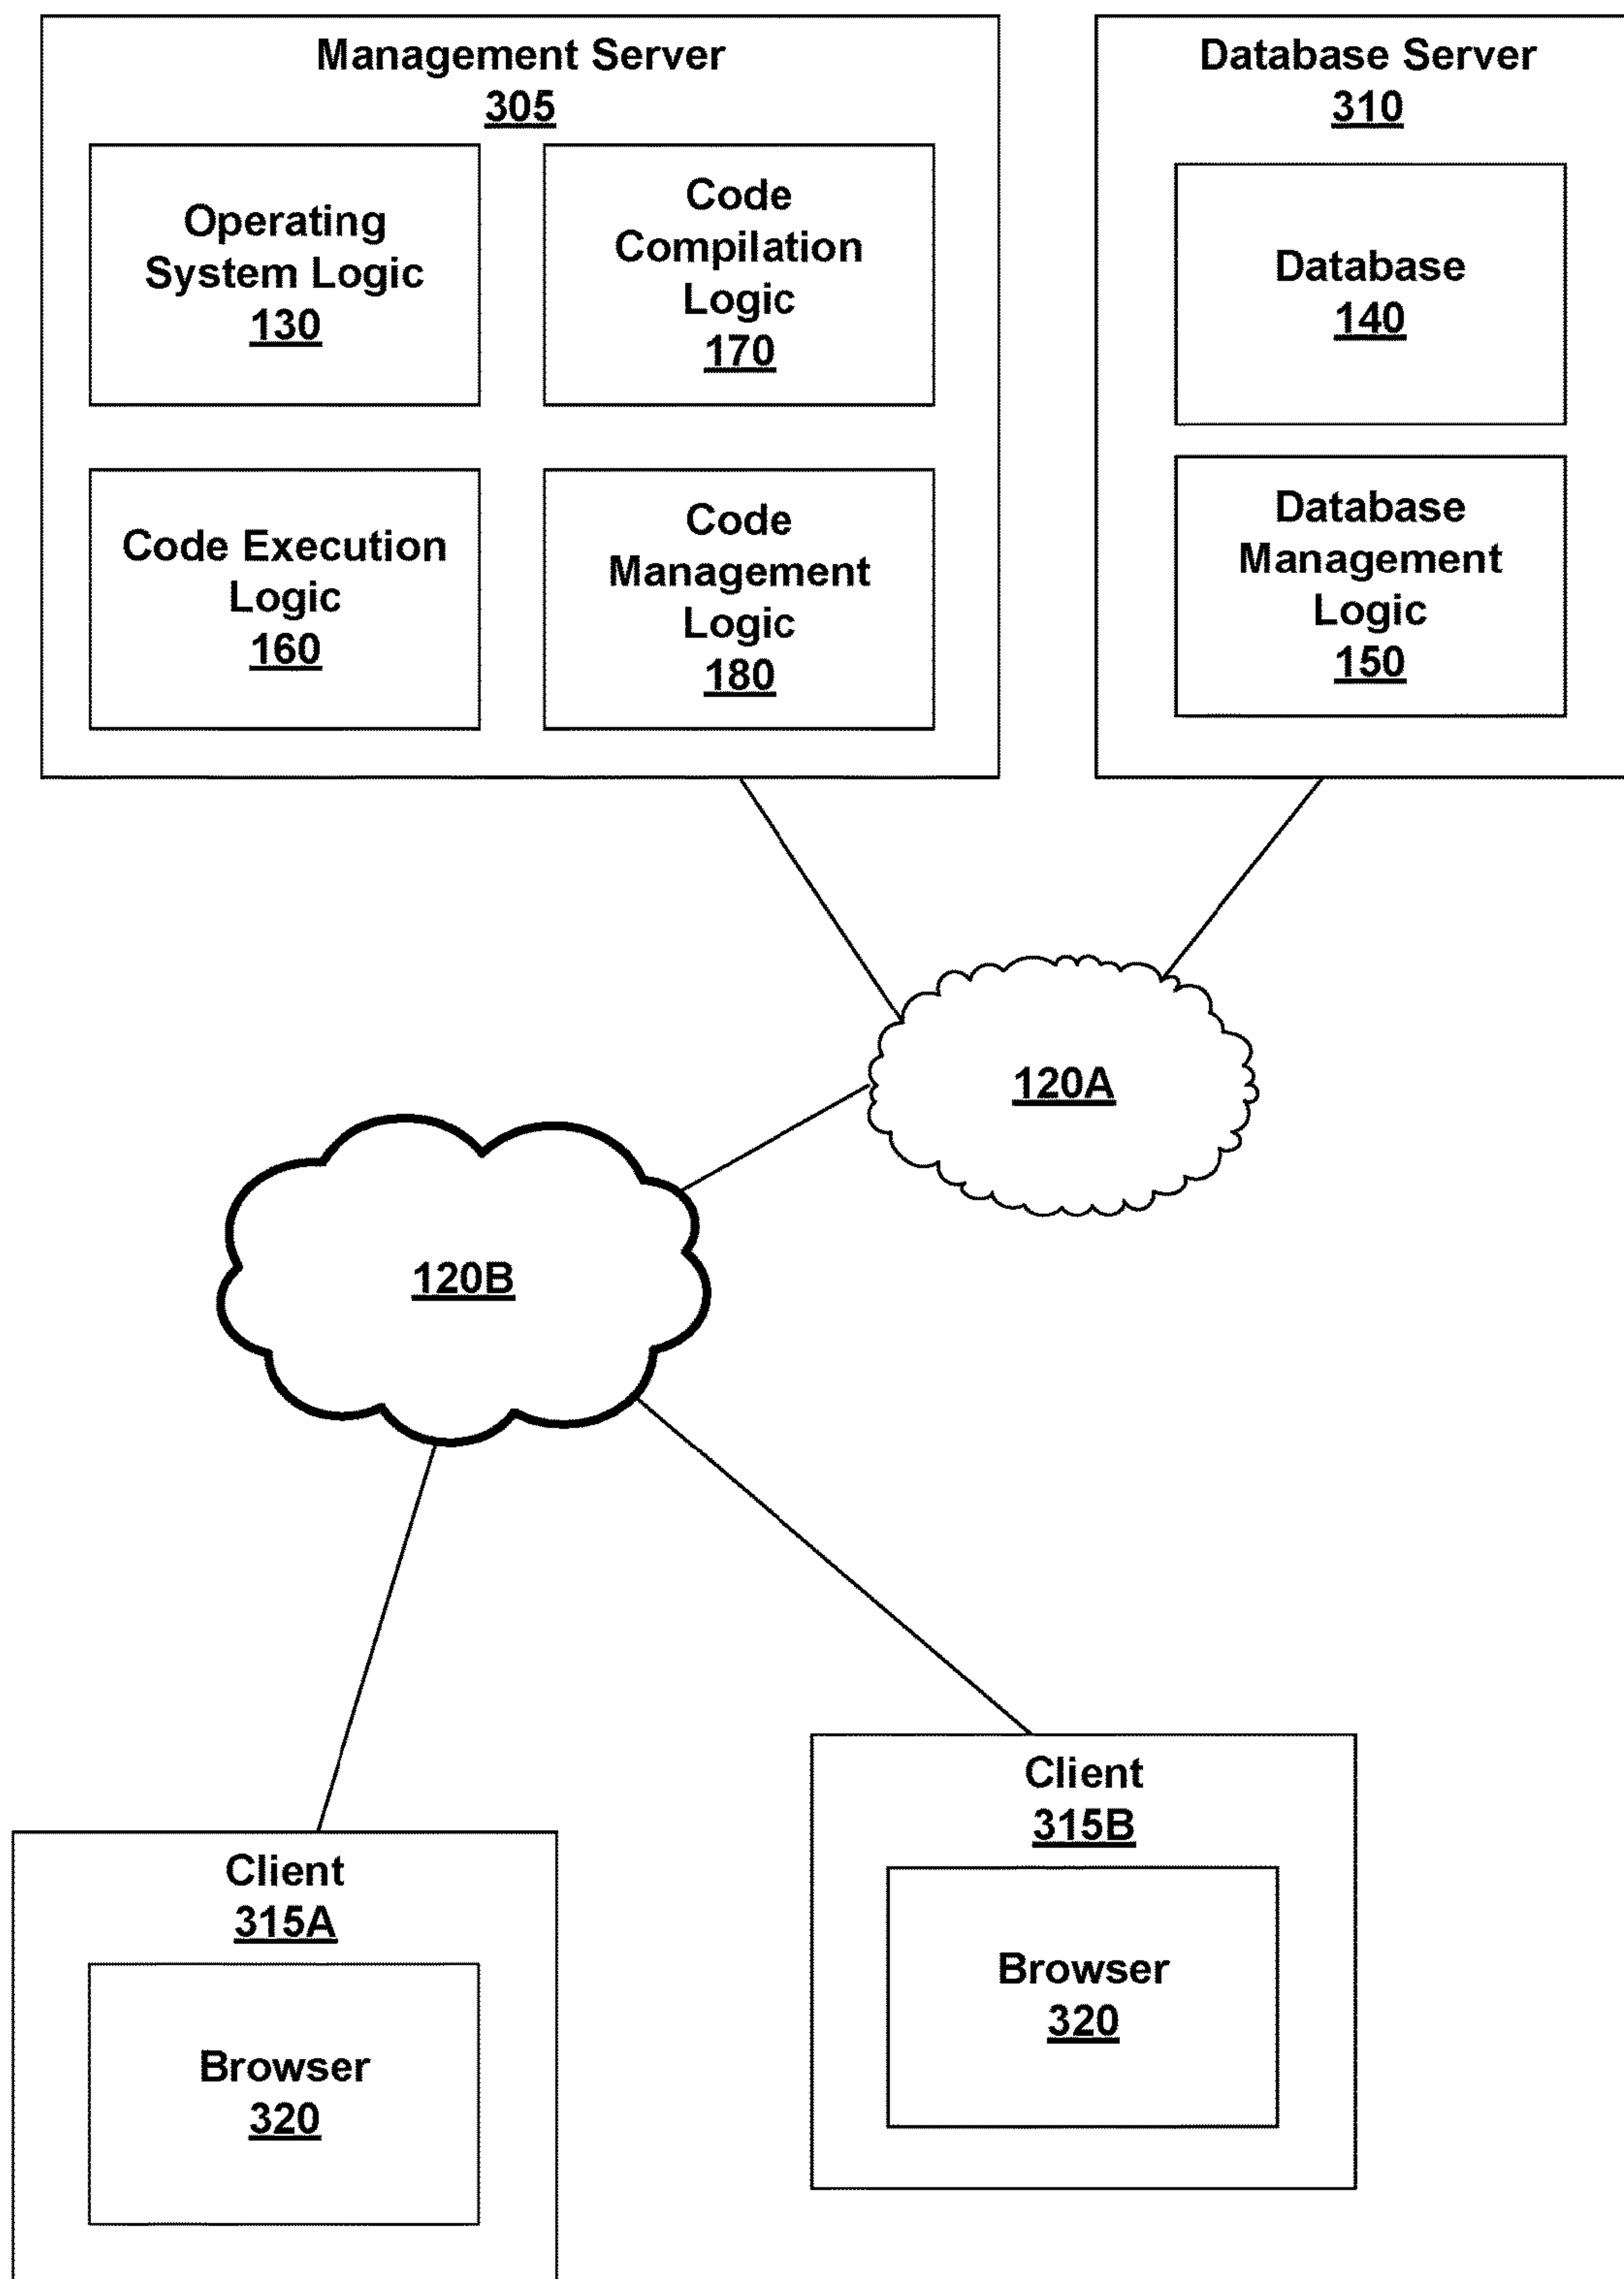 Management Server
305
Operating
System Logic
130
Code
Compilation
Logic
170
Code Execution
Logic
160
Code
Management
Logic
180
Database Server
310
Database
140
Database
Management
Logic
150
120A
120B
Client
315A
Browser
320
Client
315B
Browser
320